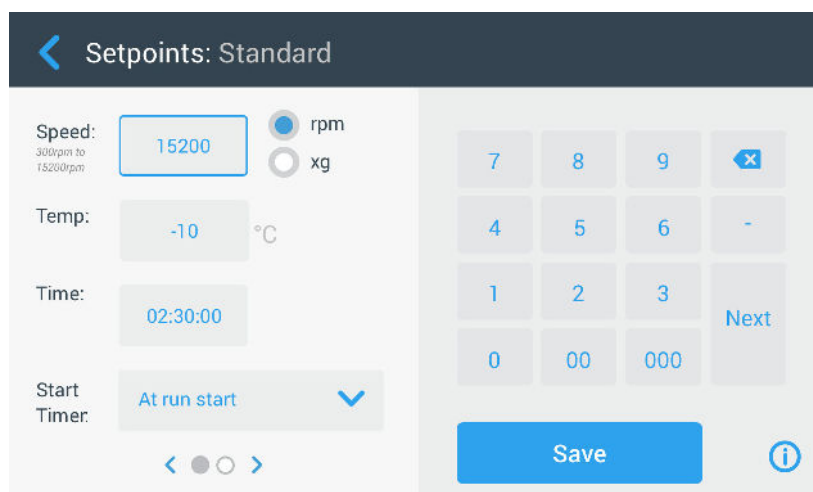 Setpoints: Standard
Speed:
300rpm to
15200rpm
15200
rpm
xg
Temp:
-10
°C
Time:
02:30:00
Start
Timer:
At run start
7 8 9
4 5 6 -
1 2 3
Next
0 00 000
Save